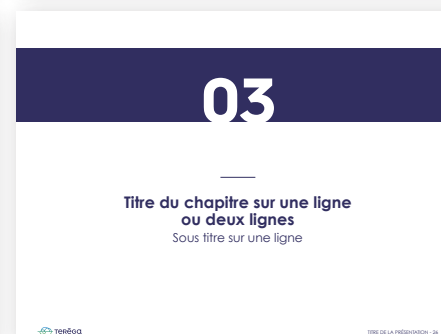 03
Titre du chapitre sur une ligne
ou deux lignes
Sous titre sur une ligne
TERÉGA
TITRE DE LA PRÉSENTATION - 26